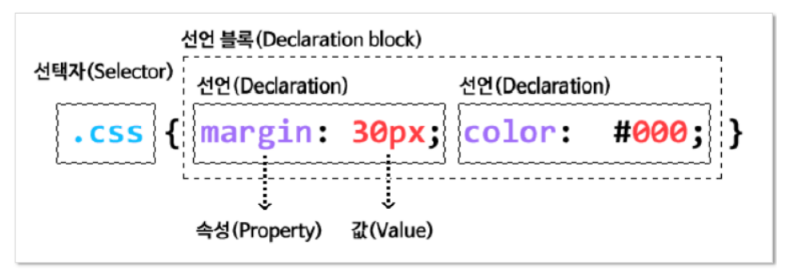 선언 블록(Declaration block)
선택자(Selector)
선언(Declaration) 선언(Declaration)
.css { margin: 30px; color: #000; }
속성(Property) 값(Value)